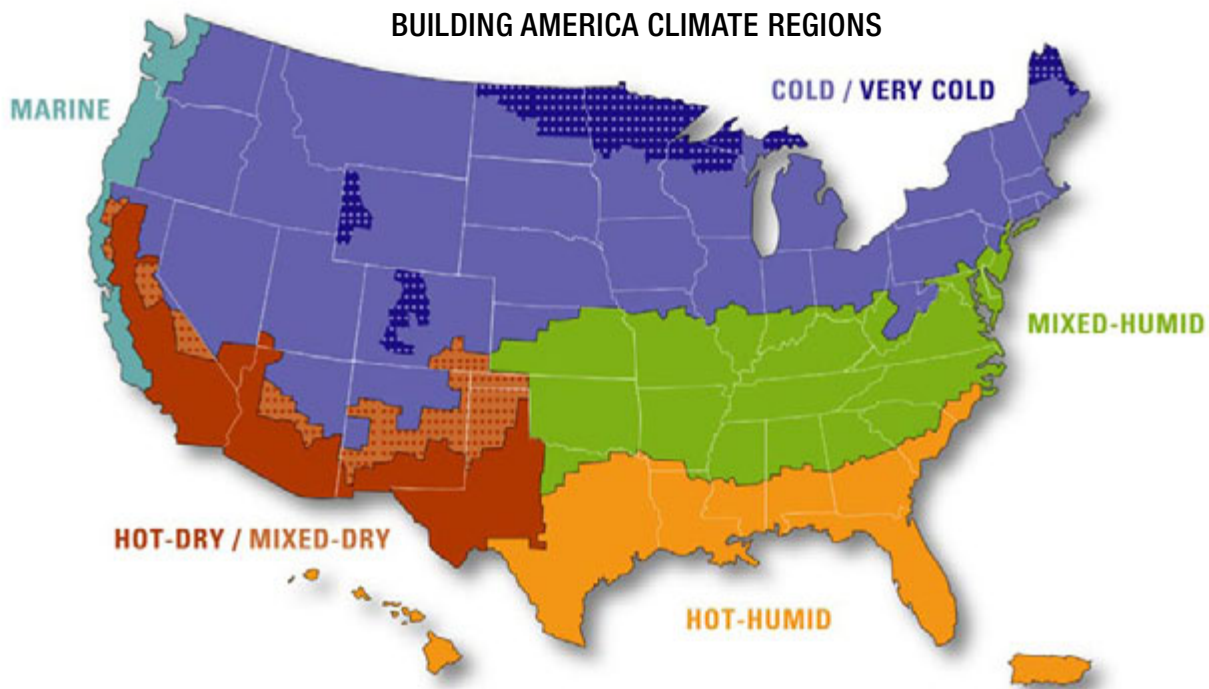 BUILDING AMERICA CLIMATE REGIONS
COLD / VERY COLD
MARINE
MIXED-HUMID
HOT-DRY / MIXED-DRY
HOT-HUMID